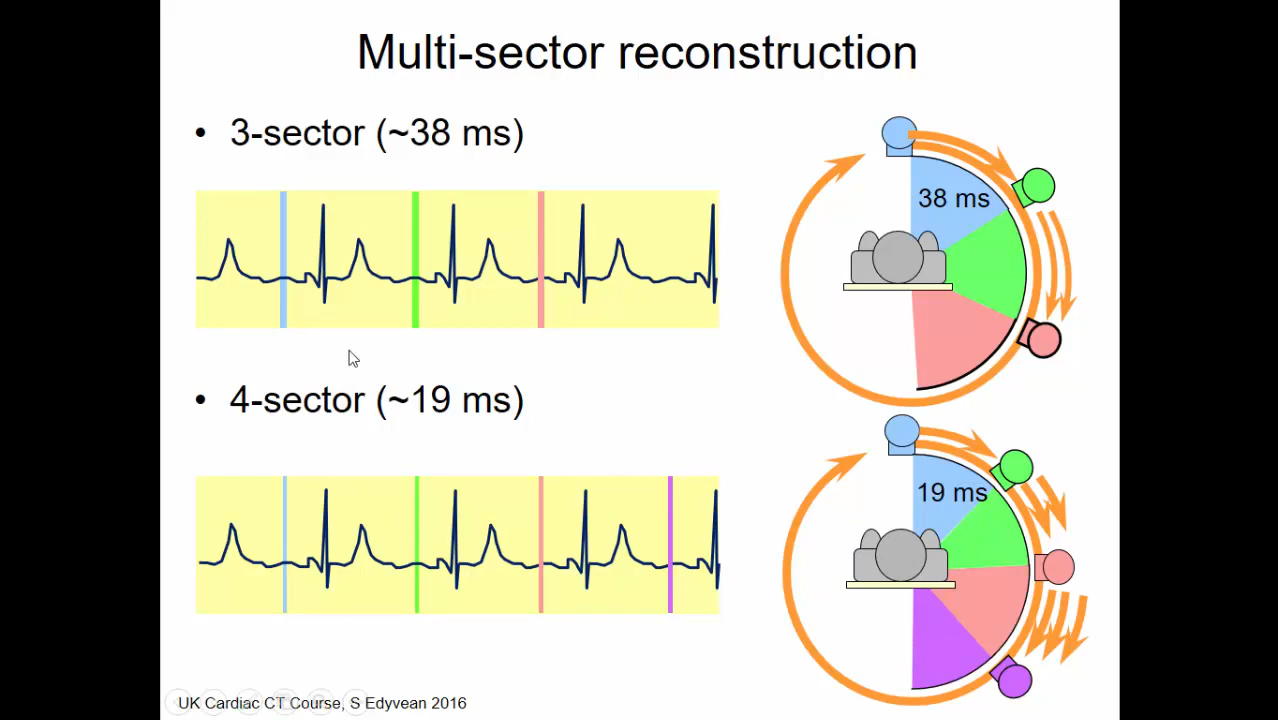 Multi-sector reconstruction
• 3-sector (~38 ms)
38 ms
• 4-sector (~19 ms)
19 ms
UK Cardiac CT Course, S Edyvean 2016